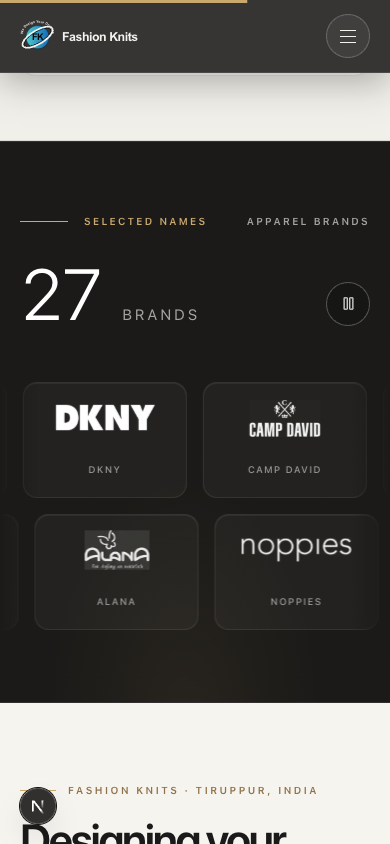 FK
Fashion Knits
SELECTED NAMES
APPAREL BRANDS
27 BRANDS
DKNY
CAMP DAVID
DKNY
CAMP DAVID
ALANA
noppies
ALANA
NOPPIES
FASHION KNITS · TIRUPPUR, INDIA
N
Designing your